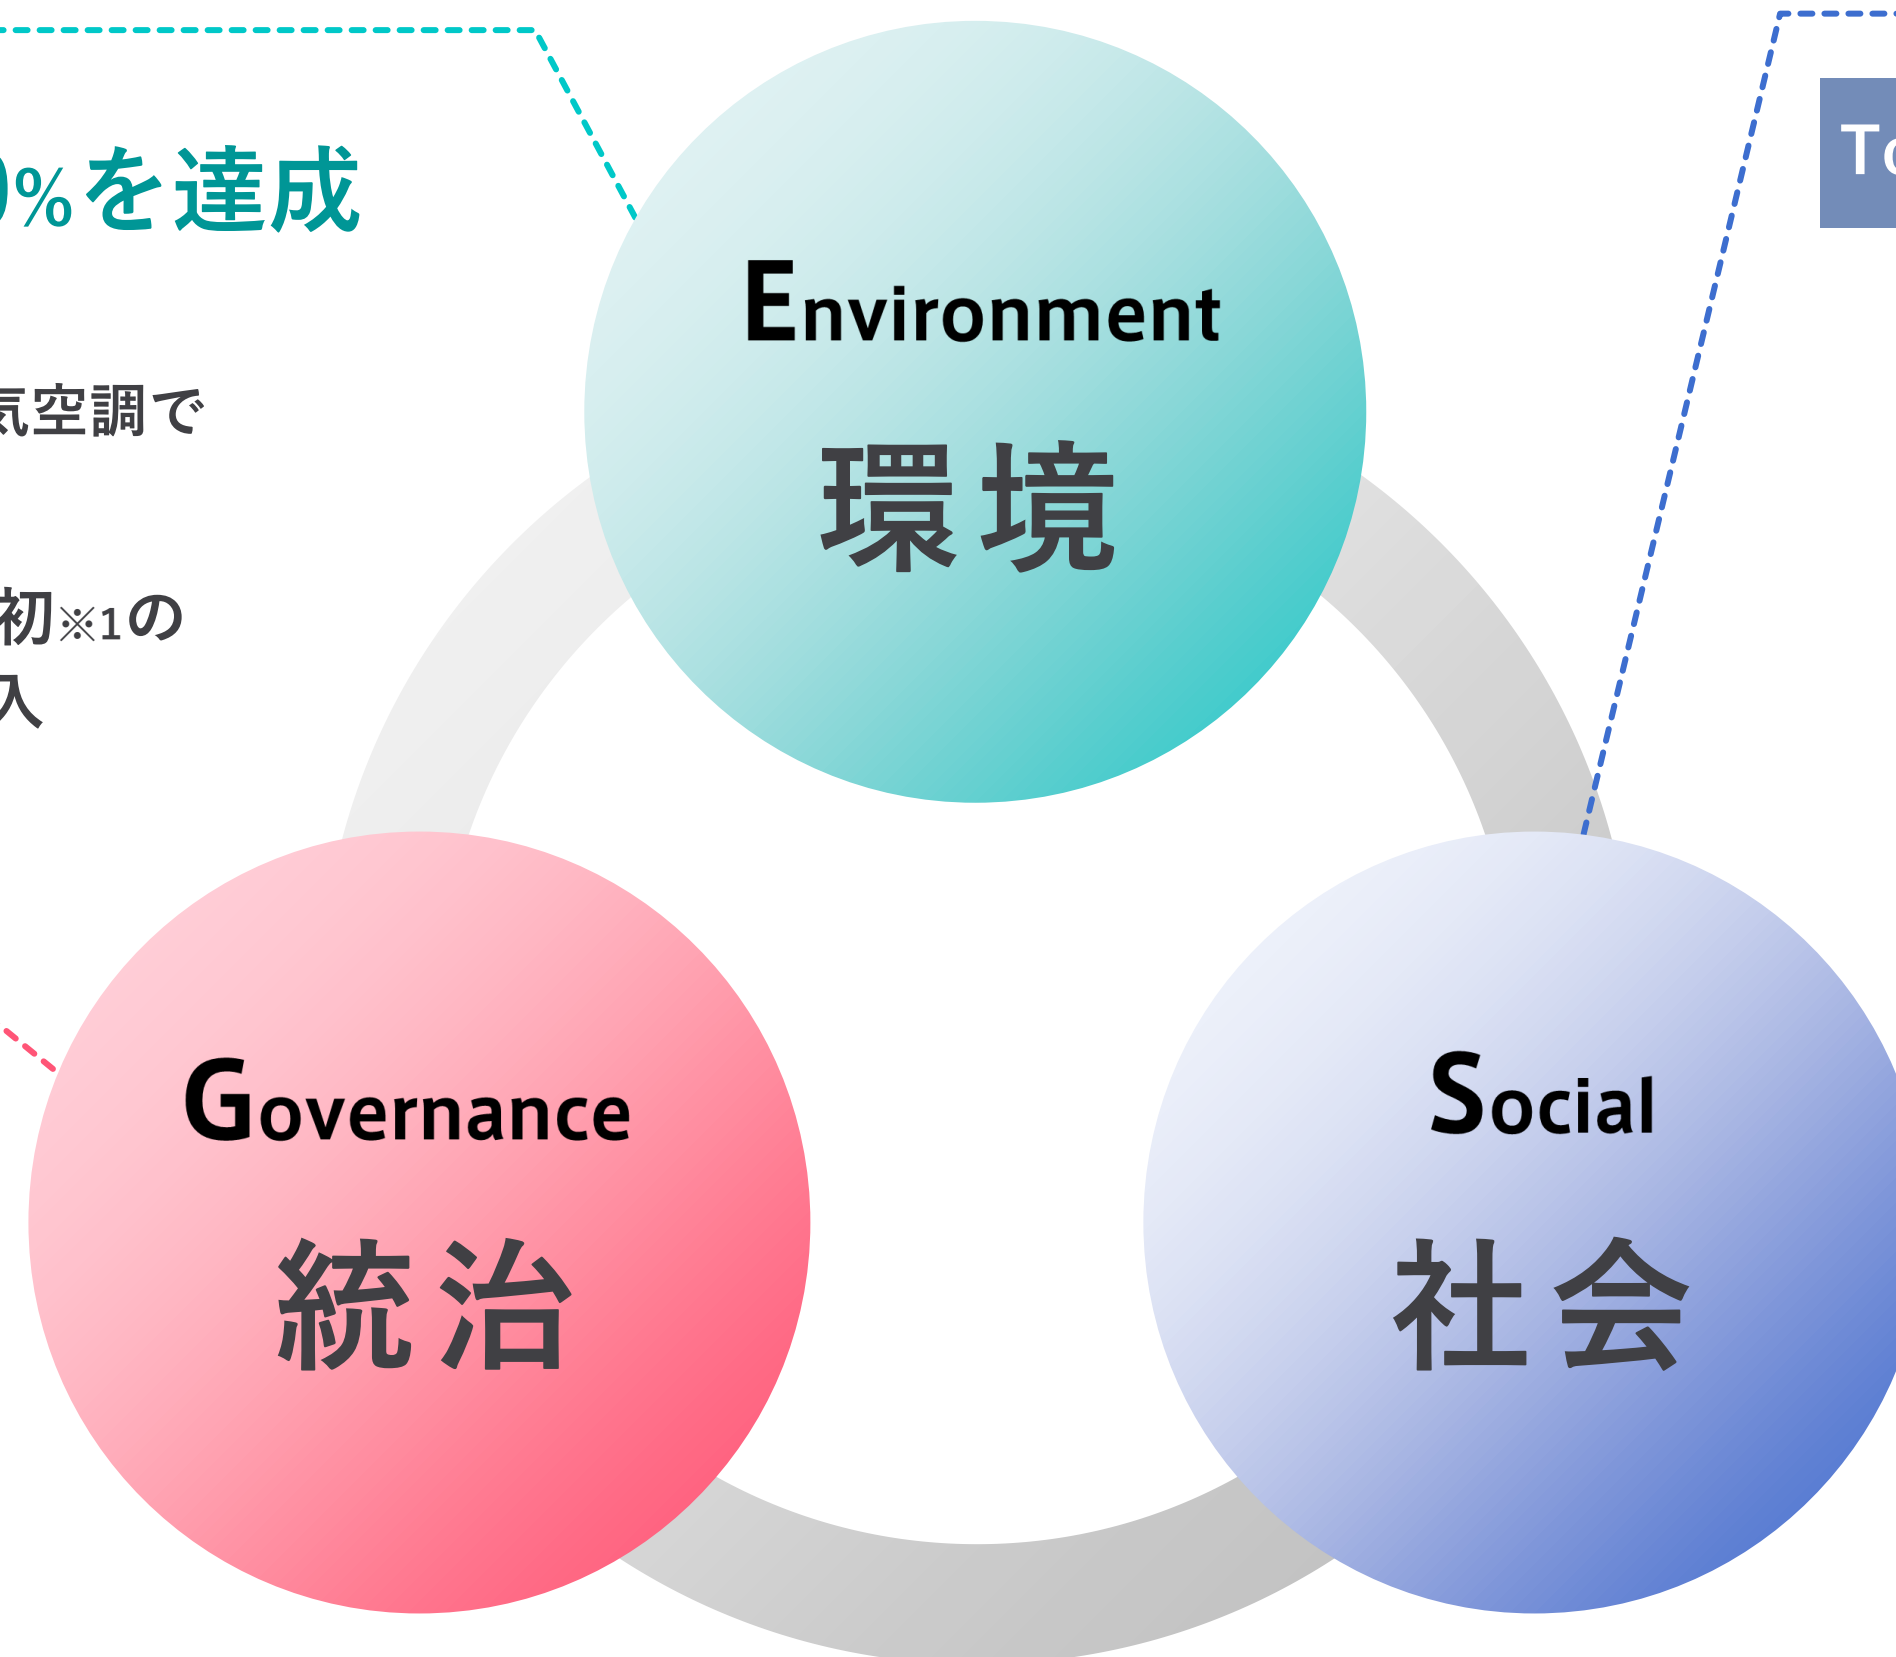 %を達成
気空調で
初※1の
入
Environment
環境
Governance
統治
Social
社会